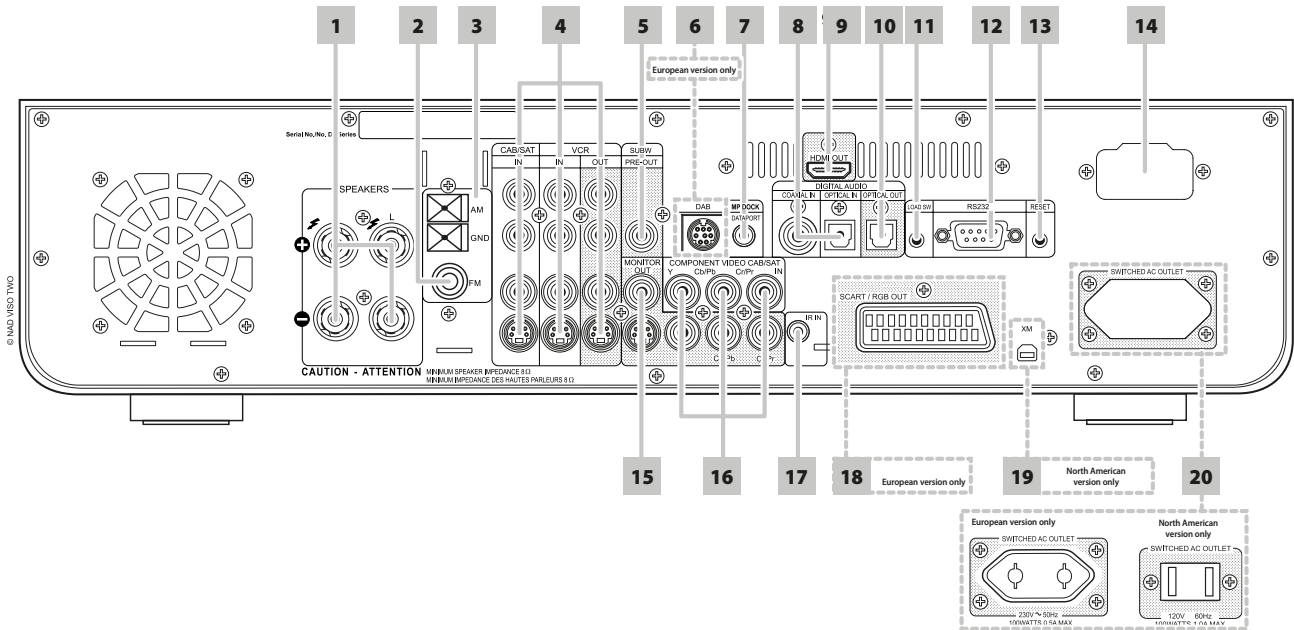 1 2 3 4 5 6 7 8 9 10 11 12 13 14
European version only
Serial No./No, De Series
CAB/SAT VCR SUBW
IN IN OUT PRE-OUT
HDMI OUT
DIGITAL AUDIO
COAXIAL IN OPTICAL IN OPTICAL OUT
SPEAKERS
L
AM
GND
FM
DAB
MP DOCK
DATAPORT
LOAD SW RS232 RESET
MONITOR OUT
COMPONENT VIDEO CAB/SAT
Y Cb/Pb Cr/Pr IN
IR IN
SCART / RGB OUT
XM
SWITCHED AC OUTLET
© NAD VISO TWO
CAUTION - ATTENTION
MINIMUM SPEAKER IMPEDANCE 8 Ω
MINIMUM IMPEDANCE DES HAUTES PARLEURS 8 Ω
15 16 17 18 19 20
European version only
North American
version only
European version only
SWITCHED AC OUTLET
230V ~ 50Hz
100WATTS 0.5A MAX
North American
version only
SWITCHED AC OUTLET
120V 60Hz
100WATTS 1.0A MAX